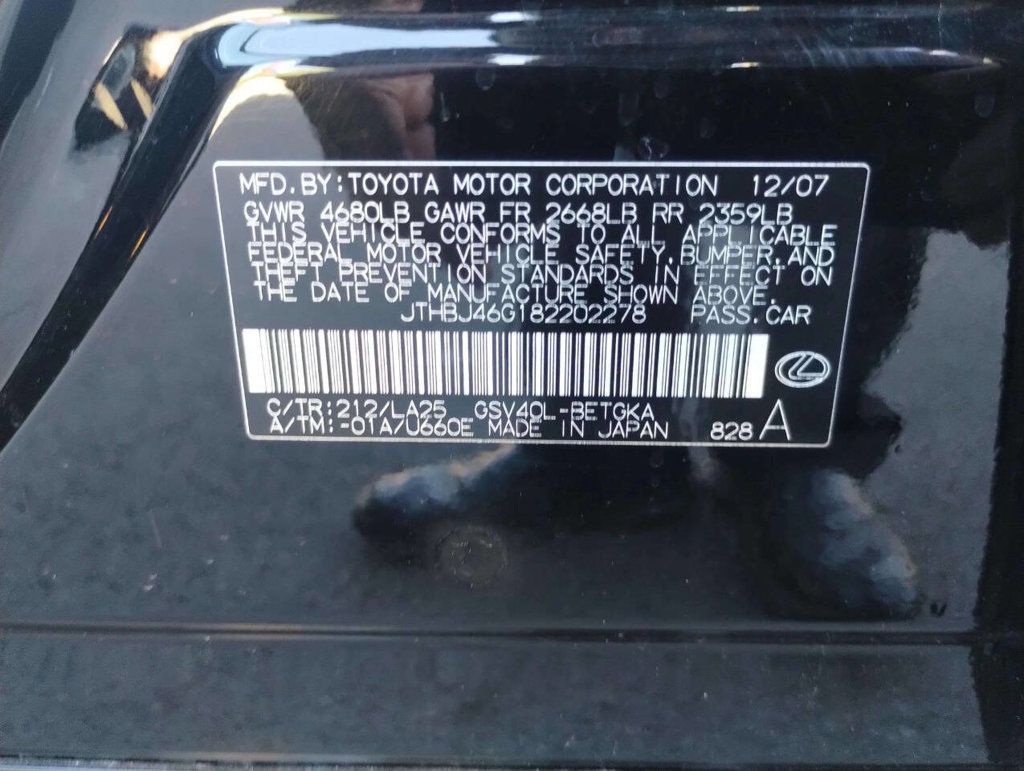 MFD.BY:TOYOTA MOTOR CORPORATION 12/07
GVWR 4680LB GAWR FR 2668LB RR 2359LB
THIS VEHICLE CONFORMS TO ALL APPLICABLE
FEDERAL MOTOR VEHICLE SAFETY,BUMPER,AND
THEFT PREVENTION STANDARDS IN EFFECT ON
THE DATE OF MANUFACTURE SHOWN ABOVE.
JTHBJ46G182202278 PASS.CAR
C/TR:212/LA25 GSV40L-BETGKA
A/TM:-01A/U660E MADE IN JAPAN 828 A